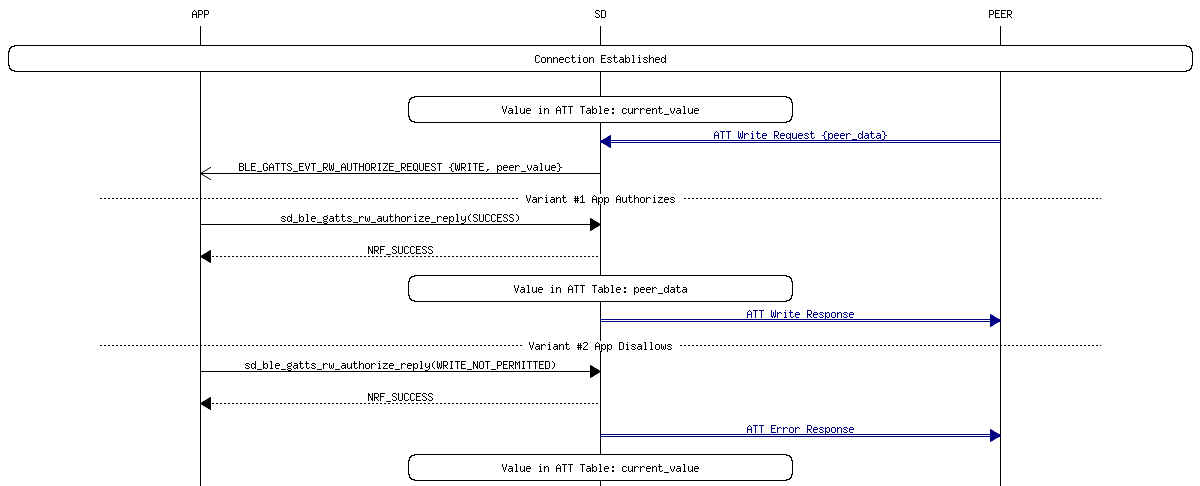 APP SD PEER
Connection Established
Value in ATT Table: current_value
ATT Write Request {peer_data}
BLE_GATTS_EVT_RW_AUTHORIZE_REQUEST {WRITE, peer_value}
Variant #1 App Authorizes
sd_ble_gatts_rw_authorize_reply(SUCCESS)
NRF_SUCCESS
Value in ATT Table: peer_data
ATT Write Response
Variant #2 App Disallows
sd_ble_gatts_rw_authorize_reply(WRITE_NOT_PERMITTED)
NRF_SUCCESS
ATT Error Response
Value in ATT Table: current_value